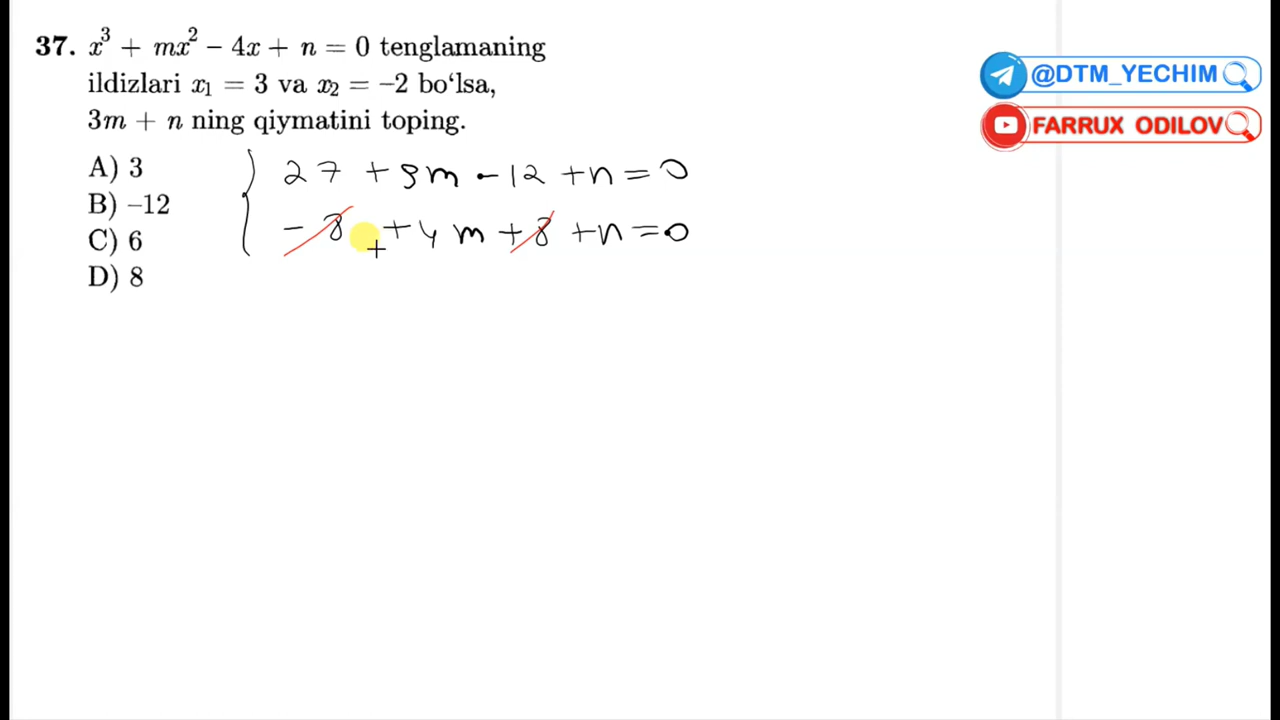 37. x³ + mx² – 4x + n = 0 tenglamaning
ildizlari x₁ = 3 va x₂ = –2 bo‘lsa,
3m + n ning qiymatini toping.
A) 3
B) –12
C) 6
D) 8
27 + 9m - 12 + n = 0
- 8 + 4m + 8 + n = 0
@DTM_YECHIM
FARRUX ODILOV